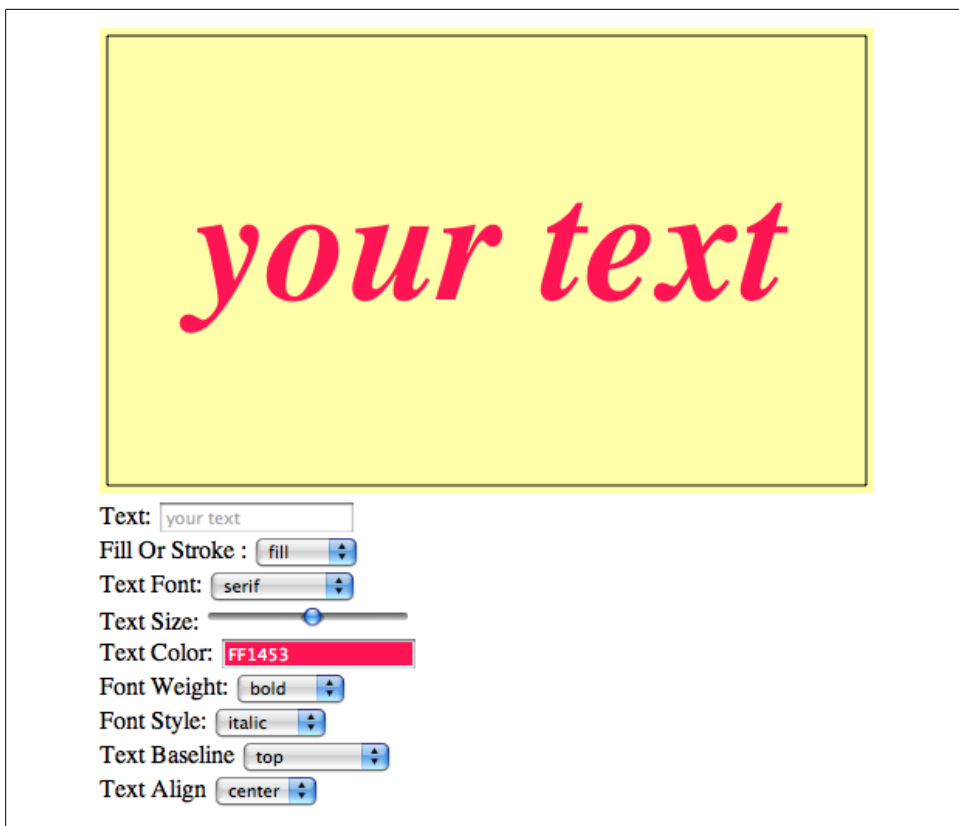 your text
Text: your text
Fill Or Stroke : fill
Text Font: serif
Text Size:
Text Color: FF1453
Font Weight: bold
Font Style: italic
Text Baseline top
Text Align center